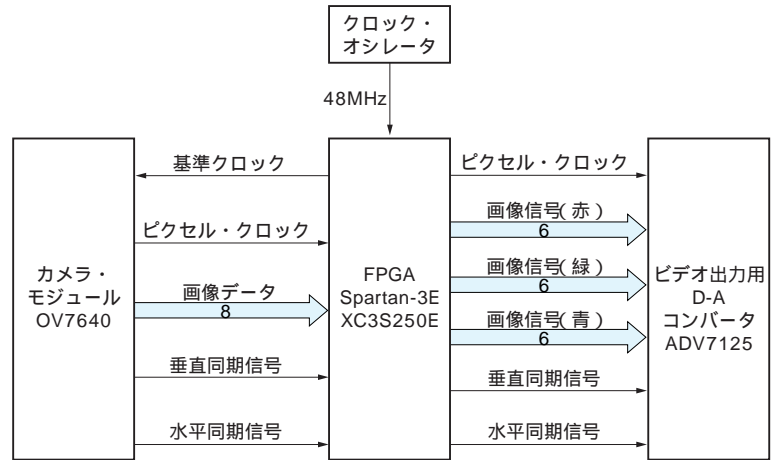 クロック・
オシレータ
48MHz
基準クロック
ピクセル・クロック
画像データ
8
垂直同期信号
水平同期信号
カメラ・
モジュール
OV7640
FPGA
Spartan-3E
XC3S250E
ピクセル・クロック
画像信号(赤)
6
画像信号(緑)
6
画像信号(青)
6
垂直同期信号
水平同期信号
ビデオ出力用
D-A
コンバータ
ADV7125